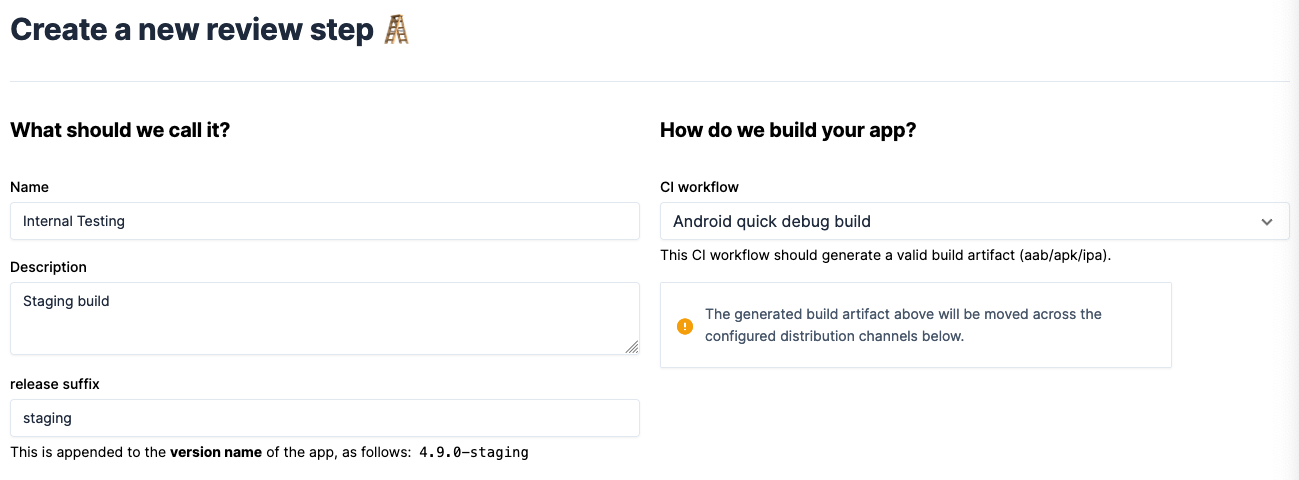 Create a new review step
What should we call it?
Name
Internal Testing
Description
Staging build
release suffix
staging
This is appended to the version name of the app, as follows: 4.9.0-staging
How do we build your app?
CI workflow
Android quick debug build
This CI workflow should generate a valid build artifact (aab/apk/ipa).
The generated build artifact above will be moved across the
configured distribution channels below.